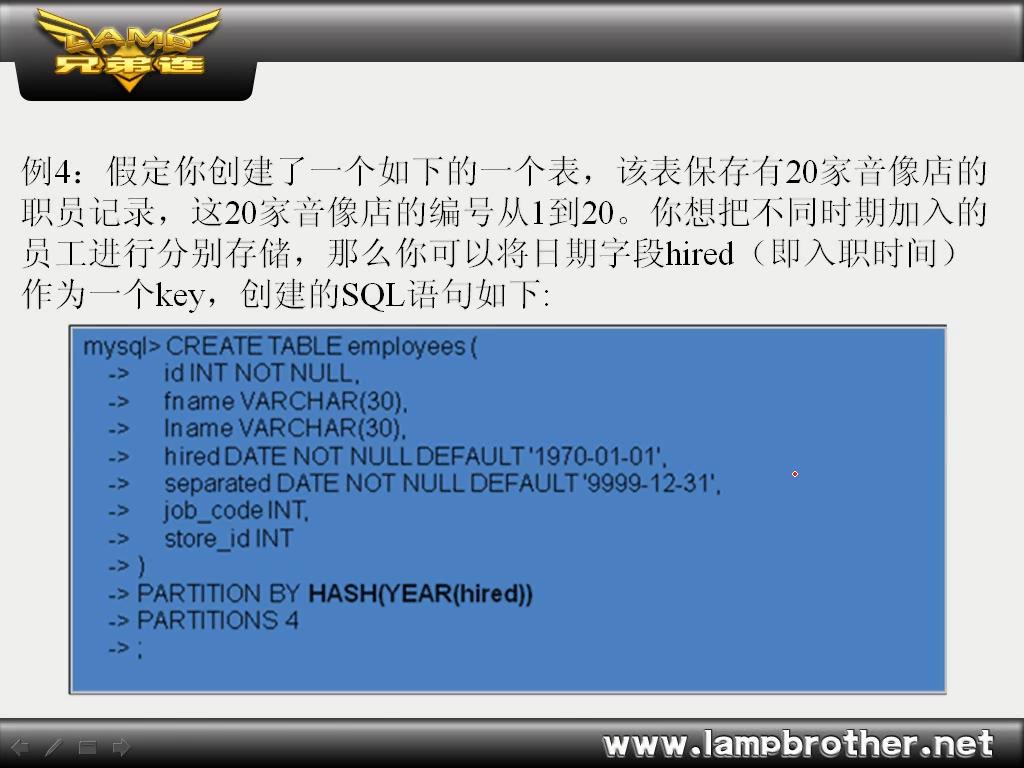 LAMP
兄弟连
例4：假定你创建了一个如下的一个表，该表保存有20家音像店的
职员记录，这20家音像店的编号从1到20。你想把不同时期加入的
员工进行分别存储，那么你可以将日期字段hired（即入职时间）
作为一个key，创建的SQL语句如下:
mysql> CREATE TABLE employees (
-> id INT NOT NULL,
-> fname VARCHAR(30),
-> lname VARCHAR(30),
-> hired DATE NOT NULL DEFAULT '1970-01-01',
-> separated DATE NOT NULL DEFAULT '9999-12-31',
-> job_code INT,
-> store_id INT
-> )
-> PARTITION BY HASH(YEAR(hired))
-> PARTITIONS 4
-> ;
www.lampbrother.net